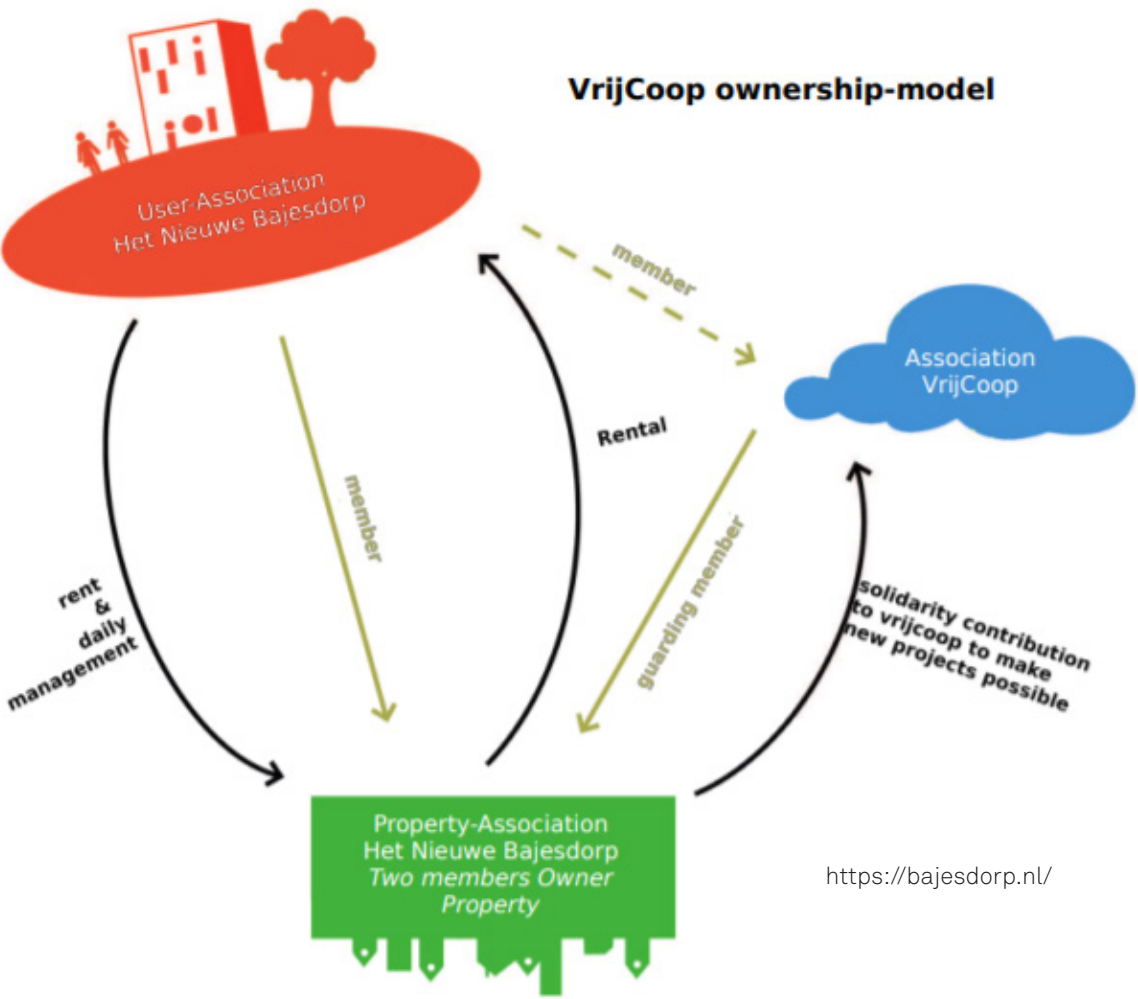 VrijCoop ownership-model
User-Association
Het Nieuwe Bajesdorp
member
Association
VrijCoop
Rental
member
guarding member
rent
&
daily
management
solidarity contribution
to vrijcoop to make
new projects possible
Property-Association
Het Nieuwe Bajesdorp
Two members Owner
Property
https://bajesdorp.nl/